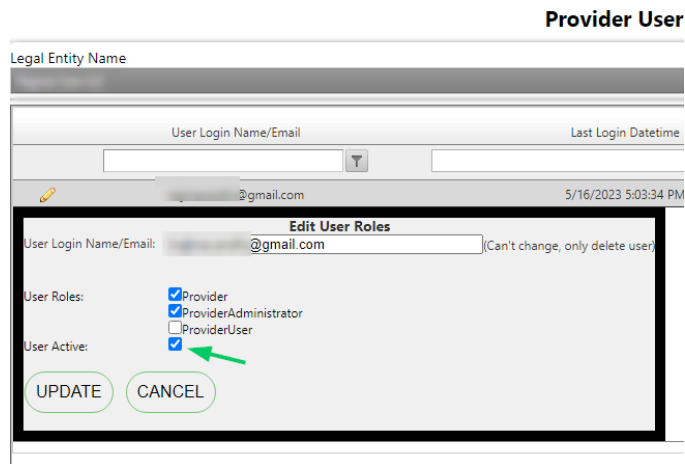 Provider User
Legal Entity Name
User Login Name/Email Last Login Datetime
@gmail.com 5/16/2023 5:03:34 PM
Edit User Roles
User Login Name/Email: @gmail.com (Can't change, only delete user)
User Roles: Provider
ProviderAdministrator
ProviderUser
User Active:
UPDATE CANCEL